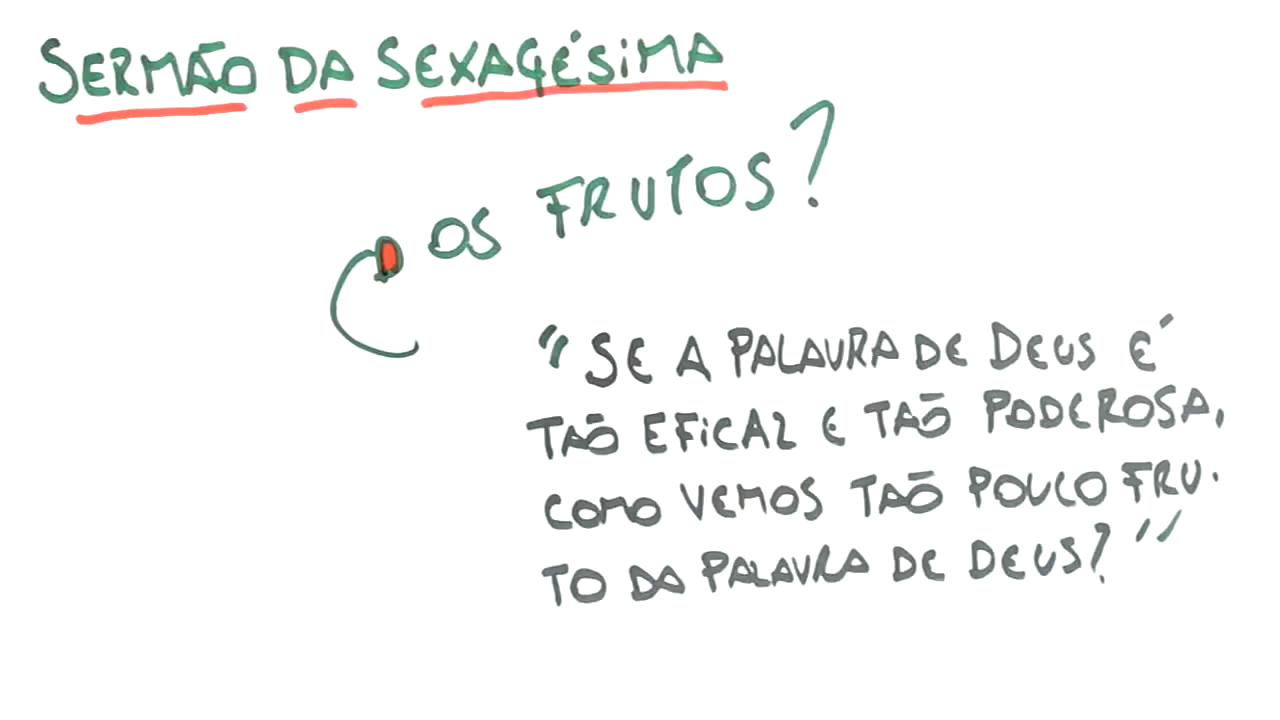 SERMÃO DA SEXAGÉSIMA
OS FRUTOS?
"SE A PALAVRA DE DEUS É
TAÕ EFICAZ E TAÕ PODEROSA,
COMO VEMOS TAÕ POUCO FRU-
TO DA PALAVRA DE DEUS?"